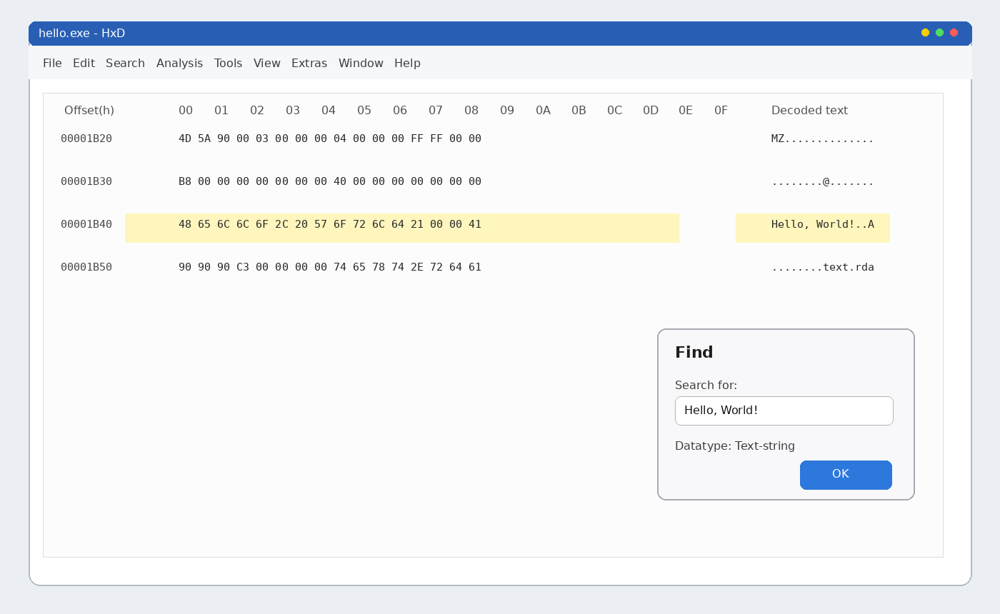 hello.exe - HxD
File Edit Search Analysis Tools View Extras Window Help
Offset(h) 00 01 02 03 04 05 06 07 08 09 0A 0B 0C 0D 0E 0F Decoded text
00001B20 4D 5A 90 00 03 00 00 00 04 00 00 00 FF FF 00 00 MZ..............
00001B30 B8 00 00 00 00 00 00 00 40 00 00 00 00 00 00 00 ........@.......
00001B40 48 65 6C 6C 6F 2C 20 57 6F 72 6C 64 21 00 00 41 Hello, World!..A
00001B50 90 90 90 C3 00 00 00 00 74 65 78 74 2E 72 64 61 ........text.rda
Find
Search for:
Hello, World!
Datatype: Text-string
OK